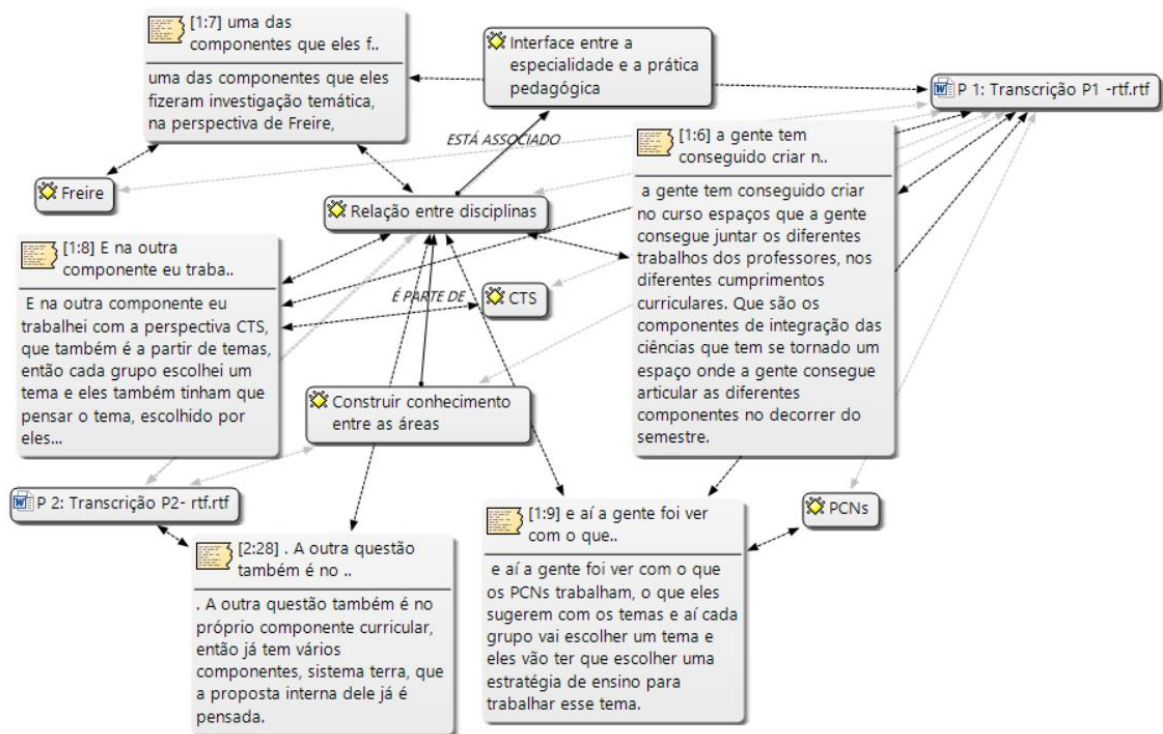 [1:7] uma das
componentes que eles f..
uma das componentes que eles
fizeram investigação temática,
na perspectiva de Freire,
Interface entre a
especialidade e a prática
pedagógica
P 1: Transcrição P1 -rtf.rtf
ESTÁ ASSOCIADO
[1:6] a gente tem
conseguido criar n..
a gente tem conseguido criar
no curso espaços que a gente
consegue juntar os diferentes
trabalhos dos professores, nos
diferentes cumprimentos
curriculares. Que são os
componentes de integração das
ciências que tem se tornado um
espaço onde a gente consegue
articular as diferentes
componentes no decorrer do
semestre.
Freire
Relação entre disciplinas
[1:8] E na outra
componente eu traba..
E na outra componente eu
trabalhei com a perspectiva CTS,
que também é a partir de temas,
então cada grupo escolhei um
tema e eles também tinham que
pensar o tema, escolhido por
eles...
É PARTE DE
CTS
Construir conhecimento
entre as áreas
P 2: Transcrição P2- rtf.rtf
[2:28] . A outra questão
também é no ..
. A outra questão também é no
próprio componente curricular,
então já tem vários
componentes, sistema terra, que
a proposta interna dele já é
pensada.
[1:9] e aí a gente foi ver
com o que..
e aí a gente foi ver com o que
os PCNs trabalham, o que eles
sugerem com os temas e aí cada
grupo vai escolher um tema e
eles vão ter que escolher uma
estratégia de ensino para
trabalhar esse tema.
PCNs